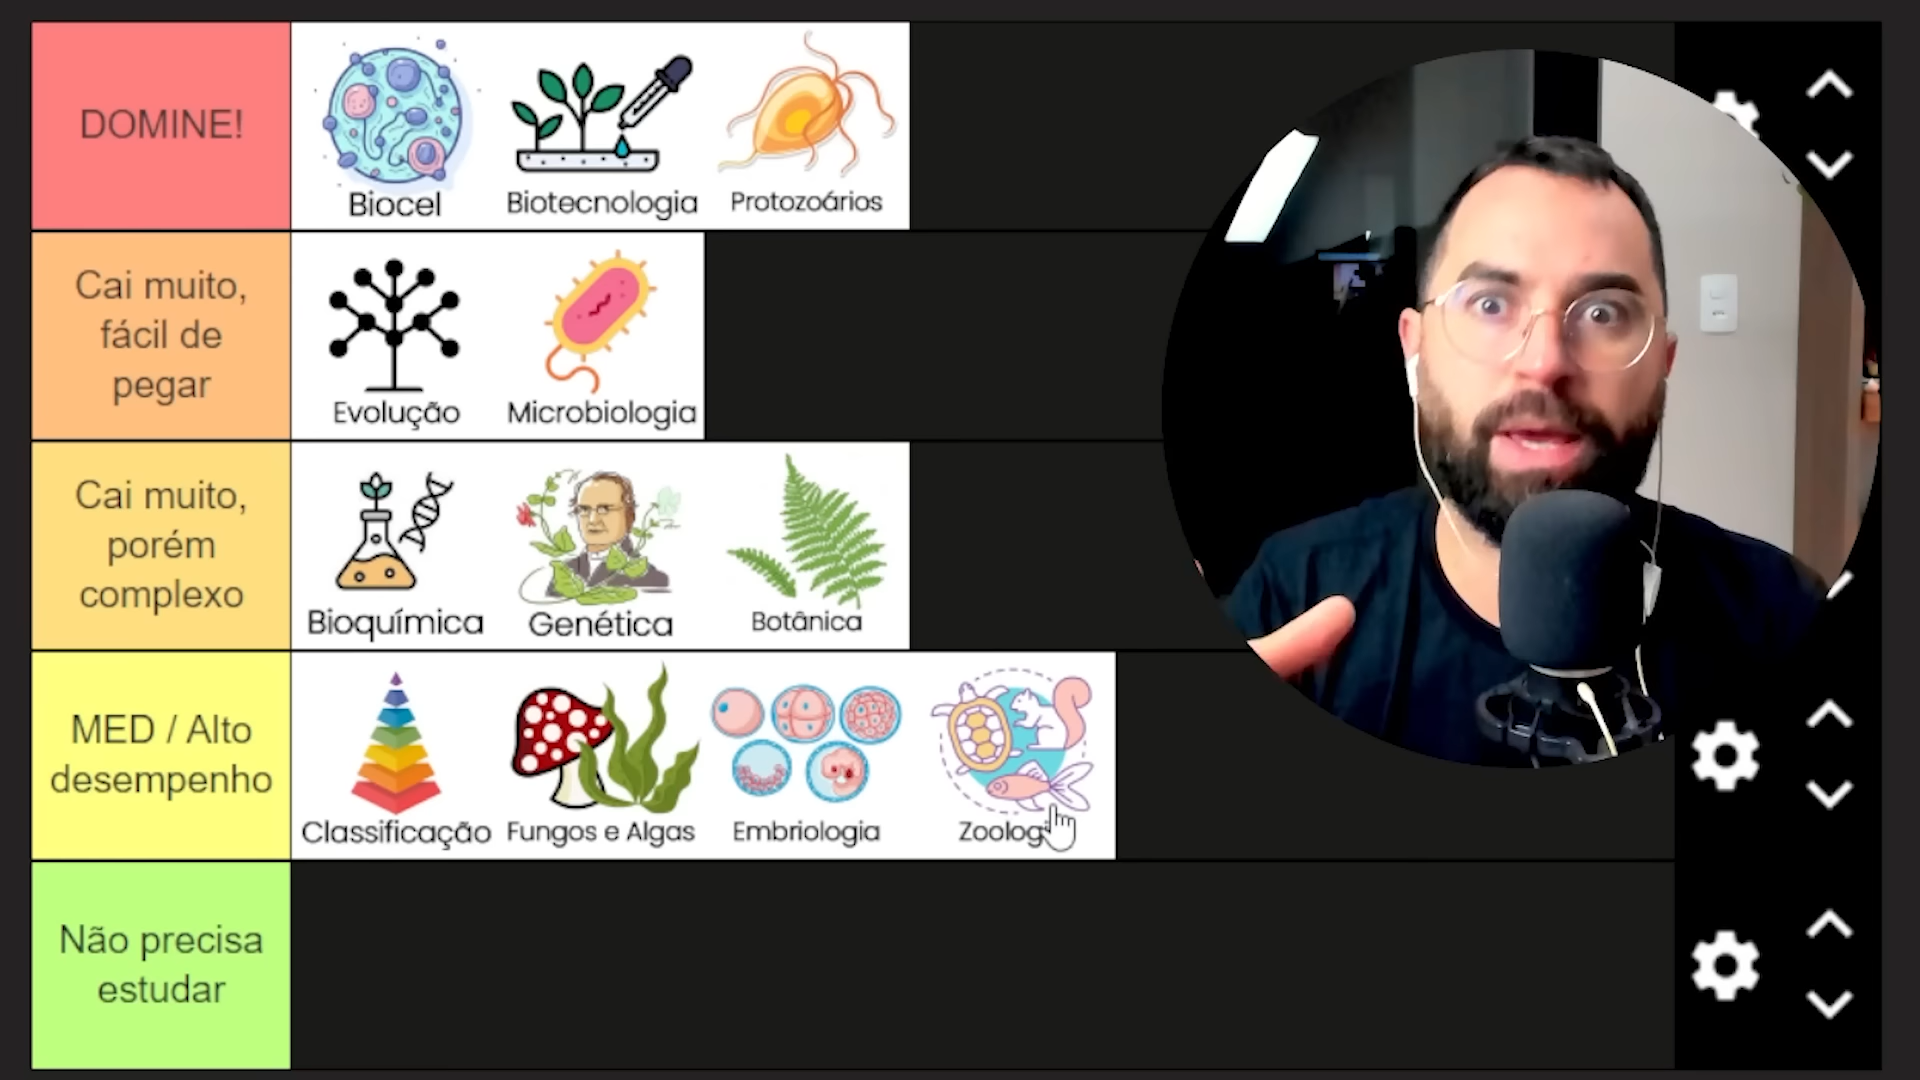 DOMINE!
Biocel
Biotecnologia
Protozoários
Cai muito,
fácil de
pegar
Evolução
Microbiologia
Cai muito,
porém
complexo
Bioquímica
Genética
Botânica
MED / Alto
desempenho
Classificação
Fungos e Algas
Embriologia
Zoolog
Não precisa
estudar